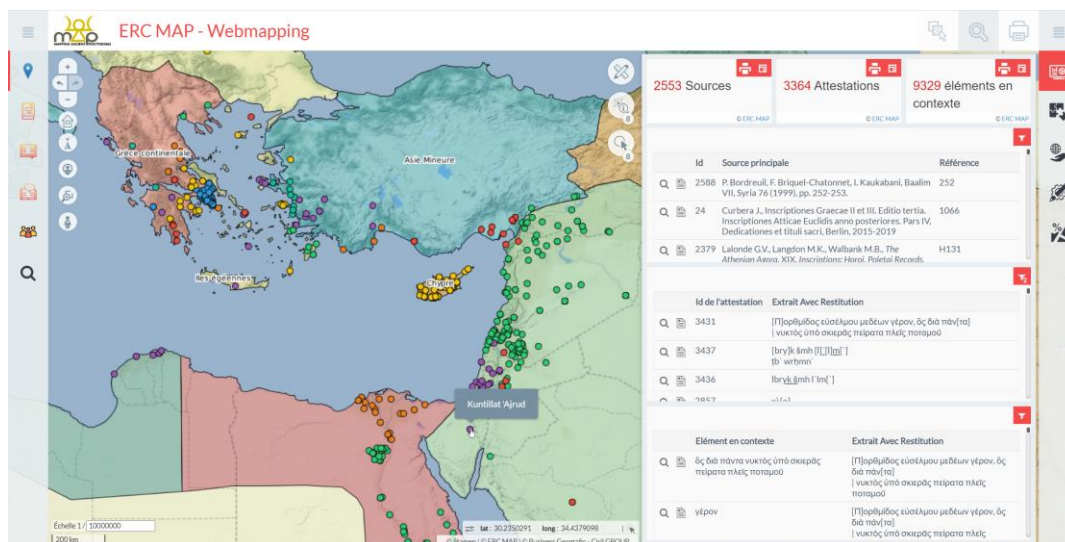 map
MAPPING ANCIENT POLYTHEISMS
ERC MAP - Webmapping
Grèce continentale
Asie Mineure
Iles égéennes
Chypre
Kuntillat 'Ajrud
8
8
Échelle 1 / 10000000
200 km
lat : 30.2350291 long : 34.4379098
2553 Sources
© ERC MAP
3364 Attestations
© ERC MAP
9329 éléments en
contexte
© ERC MAP
Id Source principale Référence
2588 P. Bordreuil, F. Briquel-Chatonnet, I. Kaukabani, Baalim 252
VII, Syria 76 (1999), pp. 252-253.
24 Curbera J., Inscriptiones Graecae II et III. Editio tertia. 1066
Inscriptiones Atticae Euclidis anno posteriores. Pars IV,
Dedicationes et tituli sacri, Berlin, 2015-2019
2379 Lalonde G.V., Langdon M.K., Walbank M.B., The H131
Athenian Agora. XIX. Inscriptions: Horoi. Poletai Records.
Id de l'attestation Extrait Avec Restitution
3431 [Π]ορθμίδος εὐσέλμου μεδέων γέρον, ὃς διὰ πάν[τα]
| νυκτὸς ὑπὸ σκιερᾶς πείρατα πλεῖς ποταμοῦ
3437
3436
2857
Elément en contexte Extrait Avec Restitution
ὃς διὰ πάντα νυκτὸς ὑπὸ σκιερᾶς [Π]ορθμίδος εὐσέλμου μεδέων γέρον, ὃς
πείρατα πλεῖς ποταμοῦ διὰ πάν[τα]
| νυκτὸς ὑπὸ σκιερᾶς πείρατα πλεῖς
ποταμοῦ
γέρον [Π]ορθμίδος εὐσέλμου μεδέων γέρον, ὃς
διὰ πάν[τα]
| νυκτὸς ὑπὸ σκιερᾶς πείρατα πλεῖς